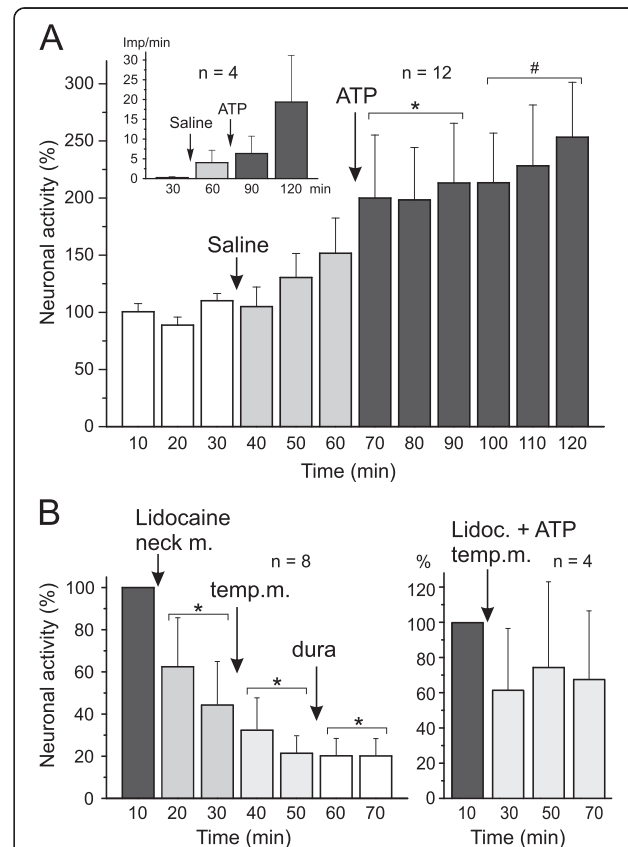 A
Imp/min
30
25
20
15
10
5
0
n = 4
Saline
ATP
30 60 90 120 min
n = 12
ATP
*
#
Saline
Neuronal activity (%)
300
250
200
150
100
50
0
10 20 30 40 50 60 70 80 90 100 110 120
Time (min)
B
Lidocaine
neck m.
n = 8
temp.m.
dura
*
*
*
Neuronal activity (%)
100
80
60
40
20
0
10 20 30 40 50 60 70
Time (min)
Lidoc. + ATP
temp.m.
n = 4
%
120
100
80
60
40
20
0
10 30 50 70
Time (min)